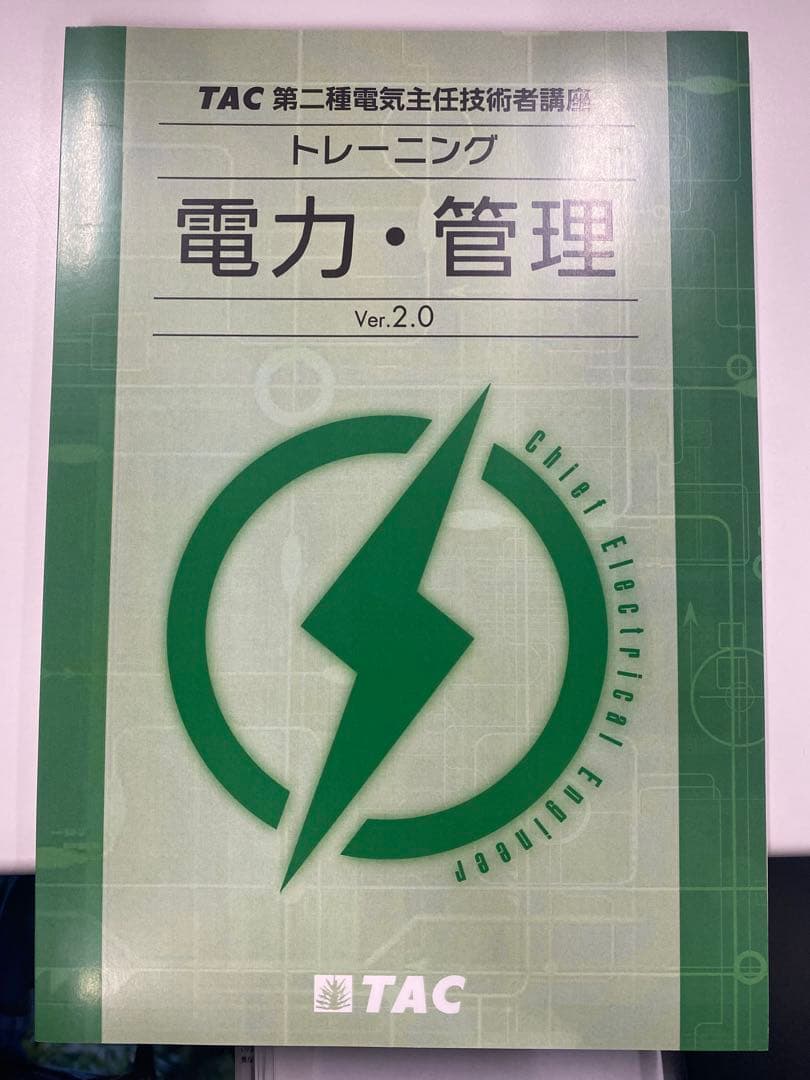 TAC 第二種電気主任技術者講座
トレーニング
電力・管理
Ver.2.0
Chief Electrical Engineer
TAC